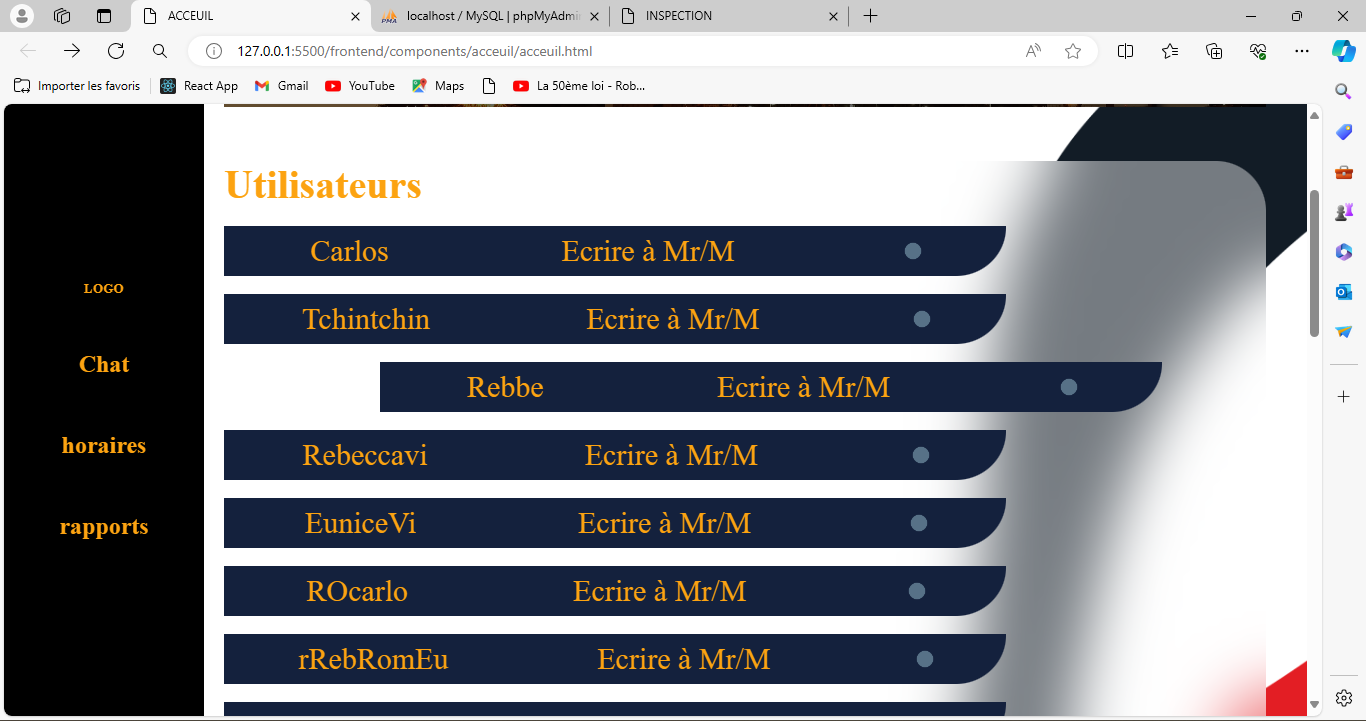 ACCEUIL
localhost / MySQL | phpMyAdmi
INSPECTION
127.0.0.1:5500/frontend/components/acceuil/acceuil.html
Importer les favoris
React App
Gmail
YouTube
Maps
La 50ème loi - Rob...
LOGO
Chat
horaires
rapports
Utilisateurs
Carlos Ecrire à Mr/M
Tchintchin Ecrire à Mr/M
Rebbe Ecrire à Mr/M
Rebeccavi Ecrire à Mr/M
EuniceVi Ecrire à Mr/M
ROcarlo Ecrire à Mr/M
rRebRomEu Ecrire à Mr/M